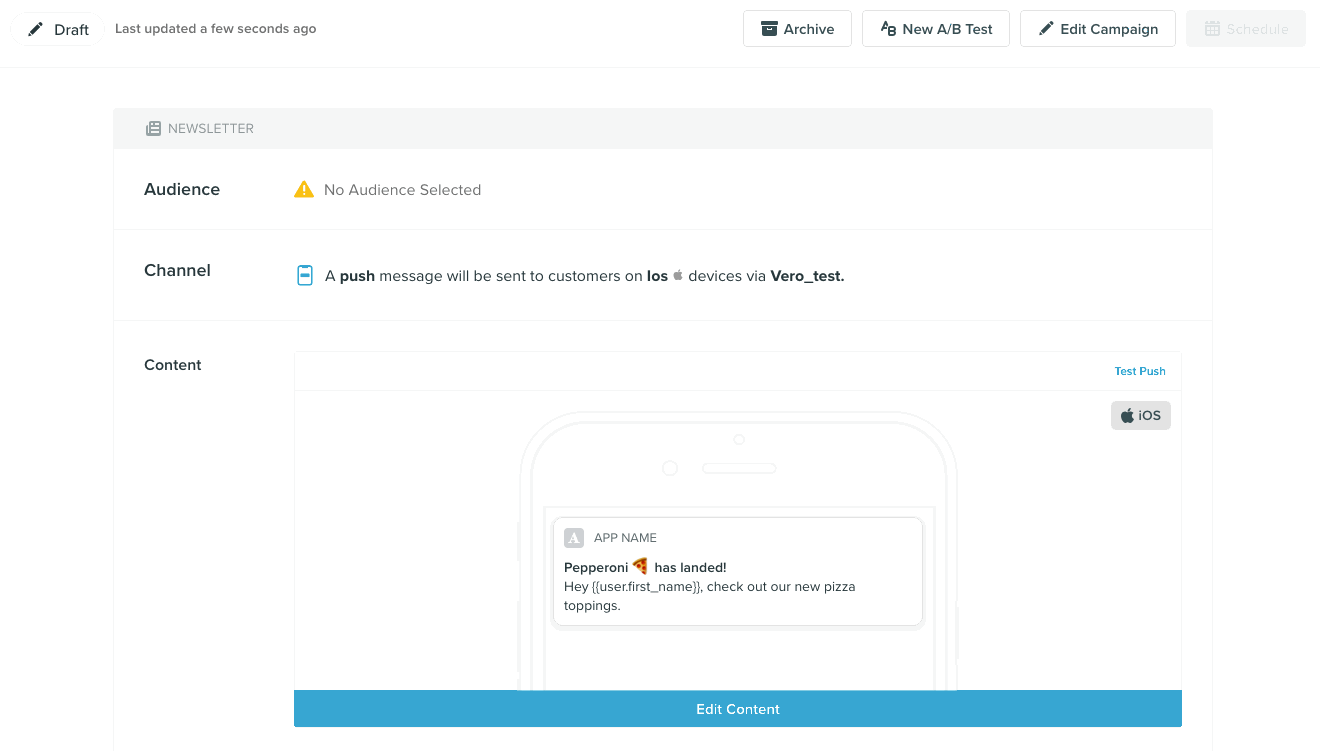 Draft Last updated a few seconds ago Archive New A/B Test Edit Campaign Schedule
NEWSLETTER
Audience No Audience Selected
Channel A push message will be sent to customers on Ios devices via Vero_test.
Content
Test Push
iOS
A APP NAME
Pepperoni 🍕 has landed!
Hey {{user.first_name}}, check out our new pizza
toppings.
Edit Content